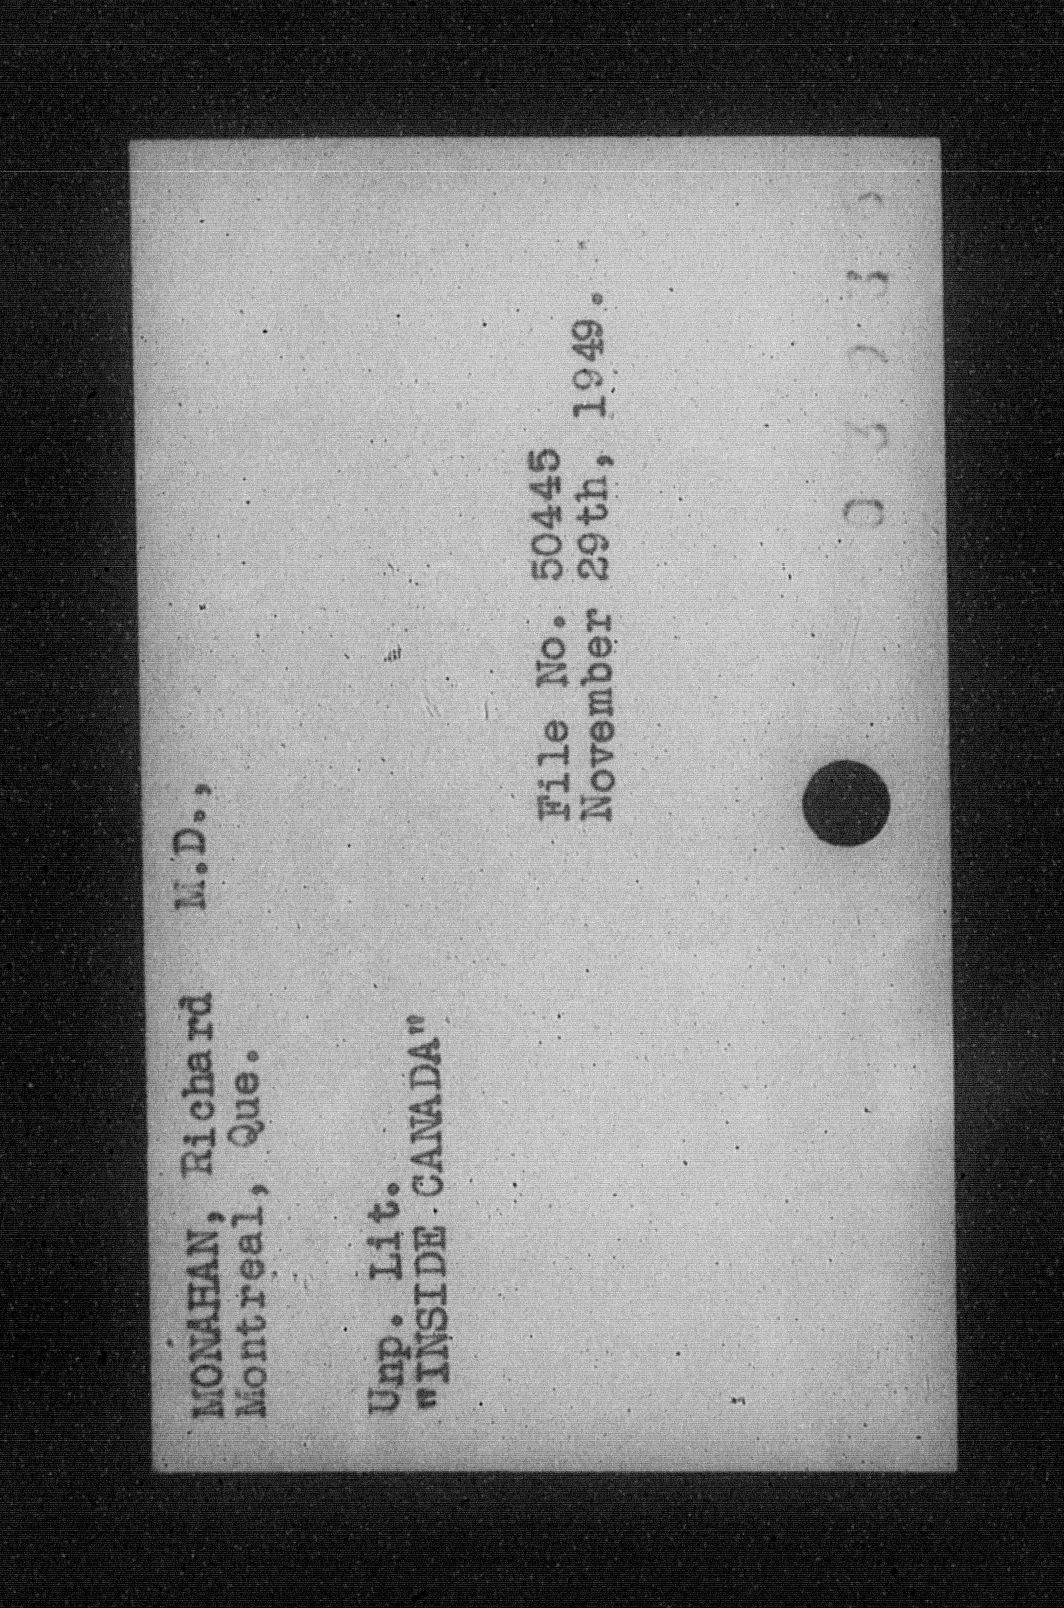 MONAHAN, Richard M.D.,
Montreal, Que.
Unp. Lit.
"INSIDE CANADA"
File No. 50445
November 29th, 1949.